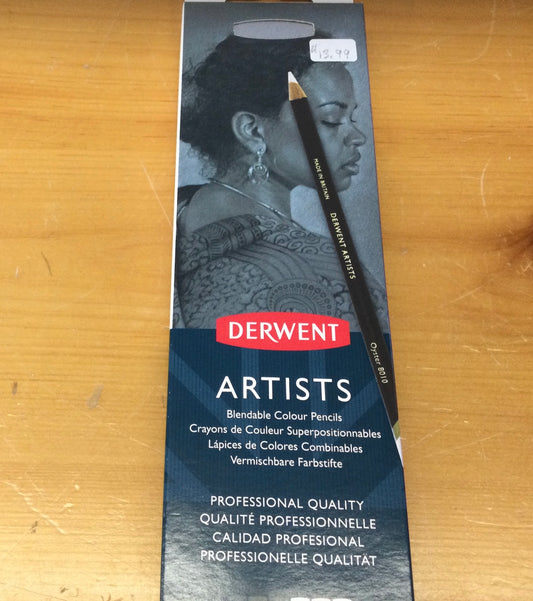 $13.99
MADE IN BRITAIN
DERWENT ARTISTS
Oyster 8010
DERWENT
ARTISTS
Blendable Colour Pencils
Crayons de Couleur Superpositionnables
Lápices de Colores Combinables
Vermischbare Farbstifte
PROFESSIONAL QUALITY
QUALITÉ PROFESSIONNELLE
CALIDAD PROFESIONAL
PROFESSIONELLE QUALITÄT